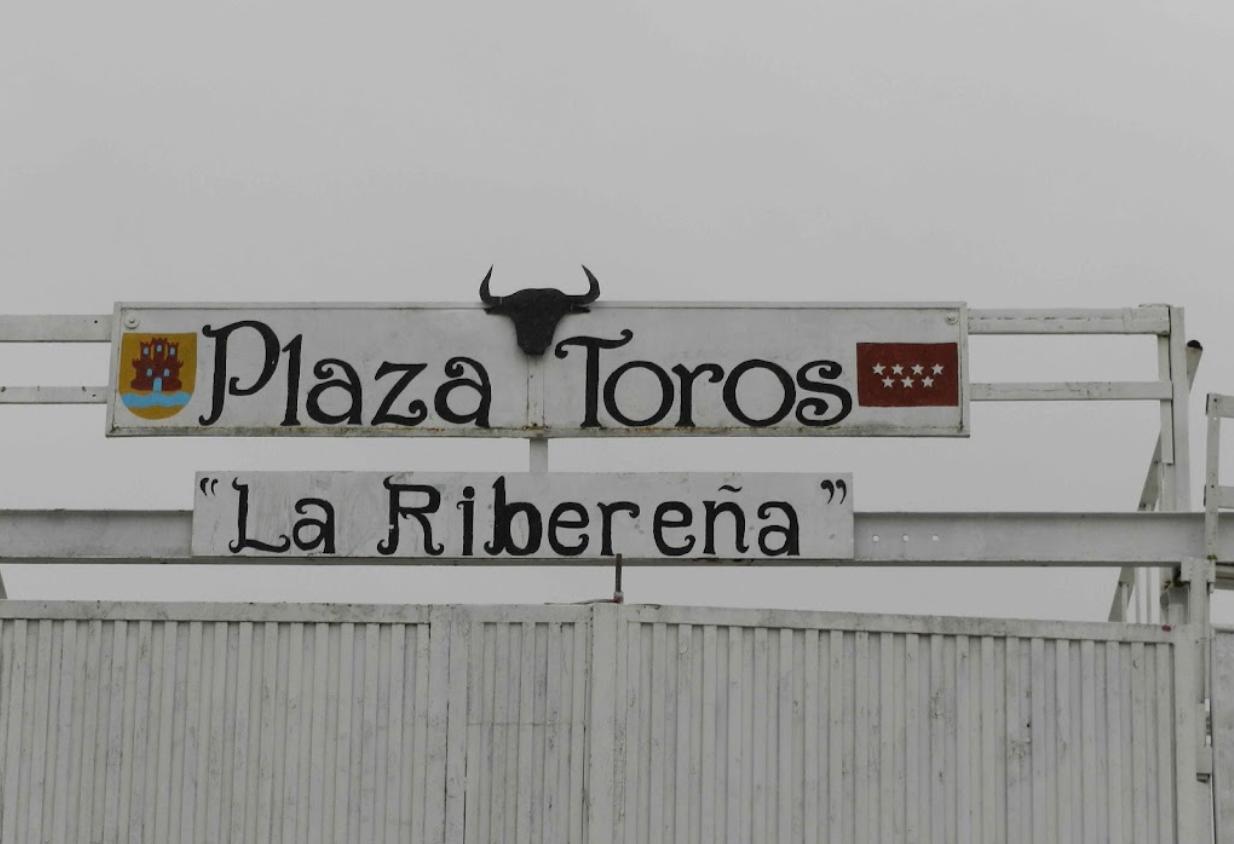 Plaza Toros
“La Ribereña”